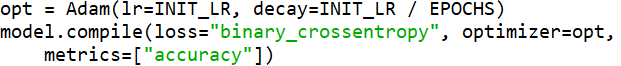 opt = Adam(lr=INIT_LR, decay=INIT_LR / EPOCHS)
model.compile(loss="binary_crossentropy", optimizer=opt,
    metrics=["accuracy"])